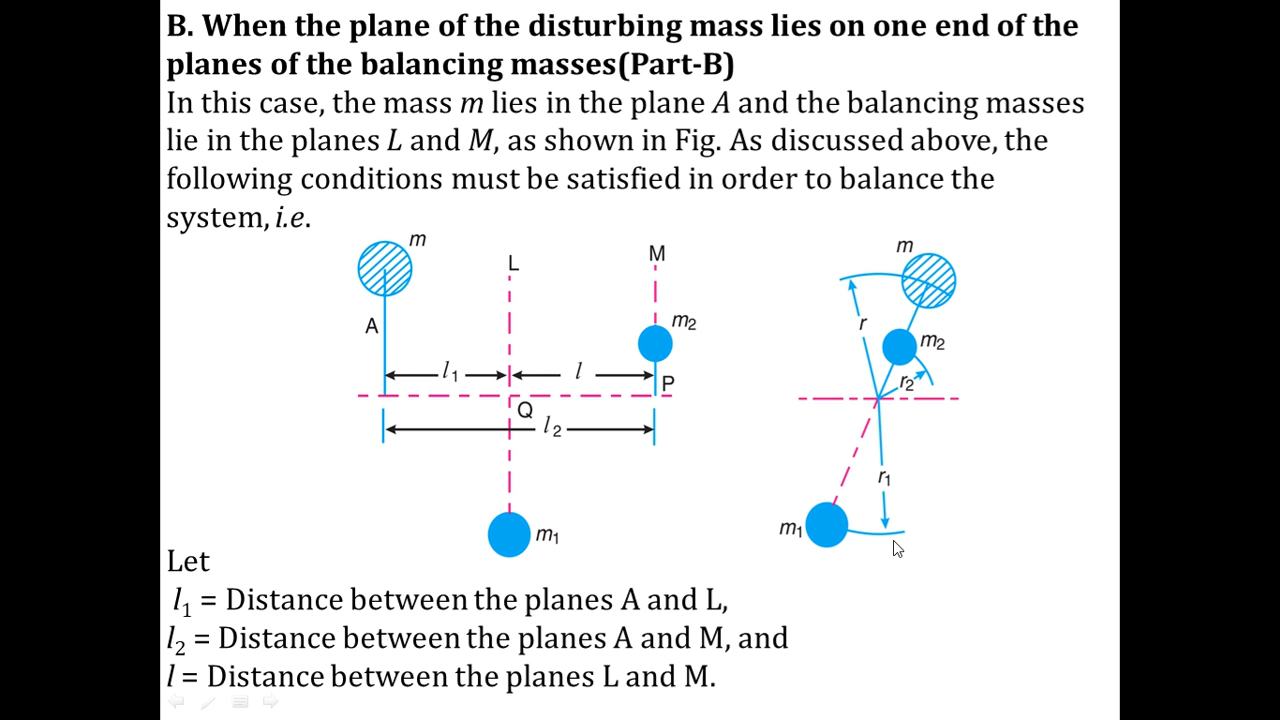 B. When the plane of the disturbing mass lies on one end of the
planes of the balancing masses(Part-B)
In this case, the mass m lies in the plane A and the balancing masses
lie in the planes L and M, as shown in Fig. As discussed above, the
following conditions must be satisfied in order to balance the
system, i.e.
m
L
M
A
m2
l1
l
P
Q
l2
m1
m
r
m2
r2
r1
m1
Let
l1 = Distance between the planes A and L,
l2 = Distance between the planes A and M, and
l = Distance between the planes L and M.